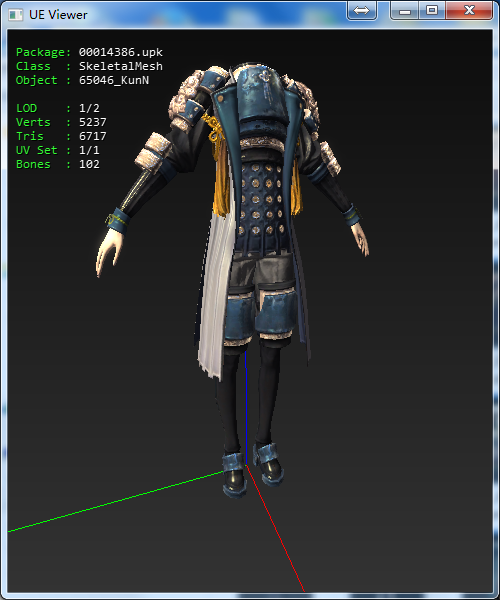 UE Viewer
Package: 00014386.upk
Class  : SkeletalMesh
Object : 65046_KunN
LOD    : 1/2
Verts  : 5237
Tris   : 6717
UV Set : 1/1
Bones  : 102